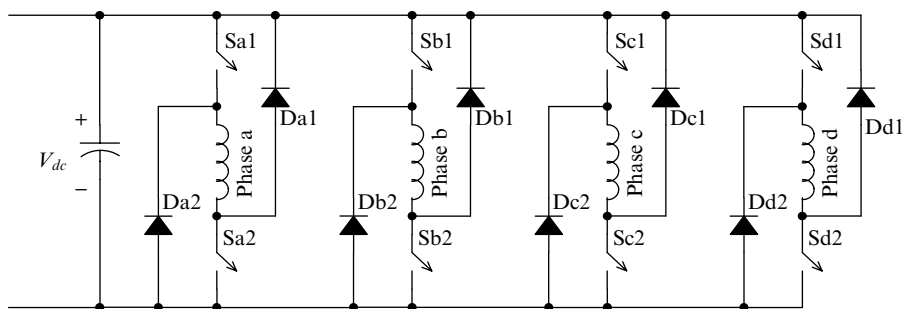 Sa1
Sb1
Sc1
Sd1
+
Da1
Db1
Dc1
Dd1
Vdc
Phase a
Phase b
Phase c
Phase d
−
Da2
Db2
Dc2
Dd2
Sa2
Sb2
Sc2
Sd2